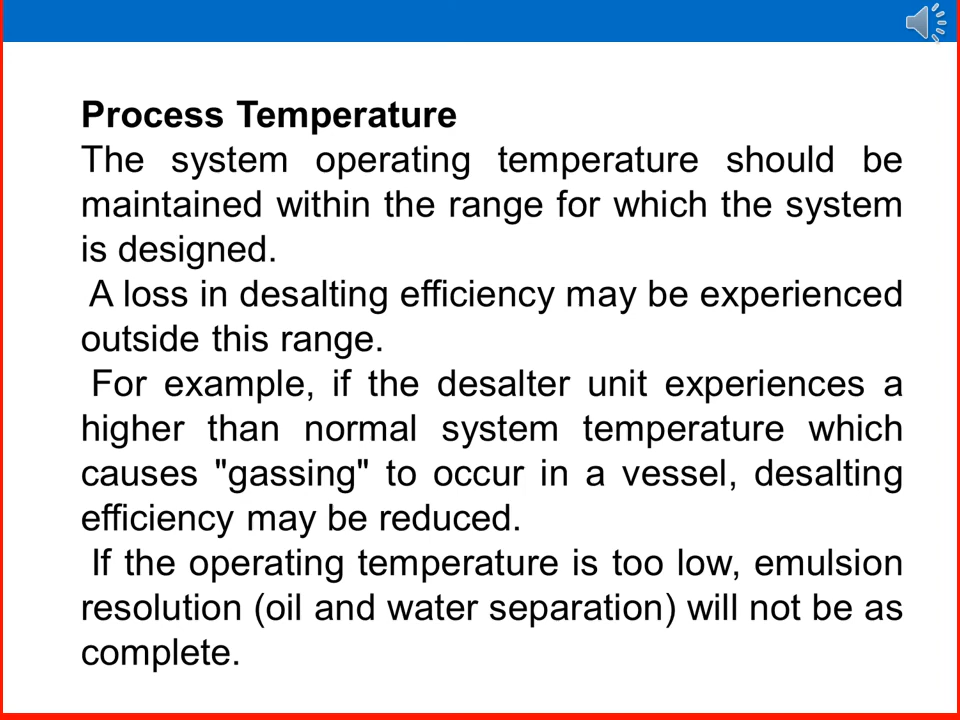 Process Temperature
The system operating temperature should be
maintained within the range for which the system
is designed.
A loss in desalting efficiency may be experienced
outside this range.
For example, if the desalter unit experiences a
higher than normal system temperature which
causes "gassing" to occur in a vessel, desalting
efficiency may be reduced.
If the operating temperature is too low, emulsion
resolution (oil and water separation) will not be as
complete.